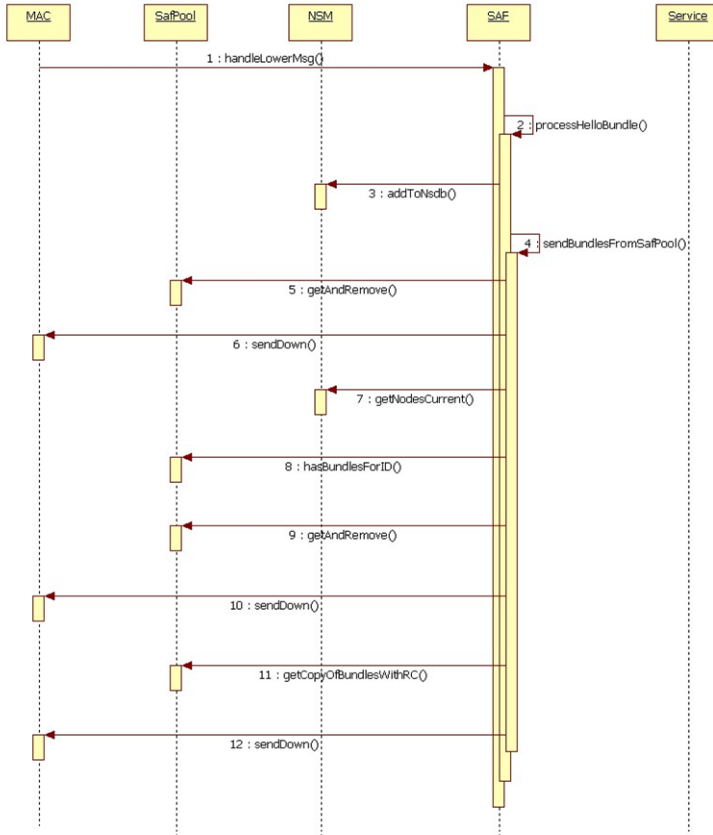 MAC
SafPool
NSM
SAF
Service
1 : handleLowerMsg()
2 : processHelloBundle()
3 : addToNsdb()
4 : sendBundlesFromSafPool()
5 : getAndRemove()
6 : sendDown()
7 : getNodesCurrent()
8 : hasBundlesForID()
9 : getAndRemove()
10 : sendDown()
11 : getCopyOfBundlesWithRC()
12 : sendDown()